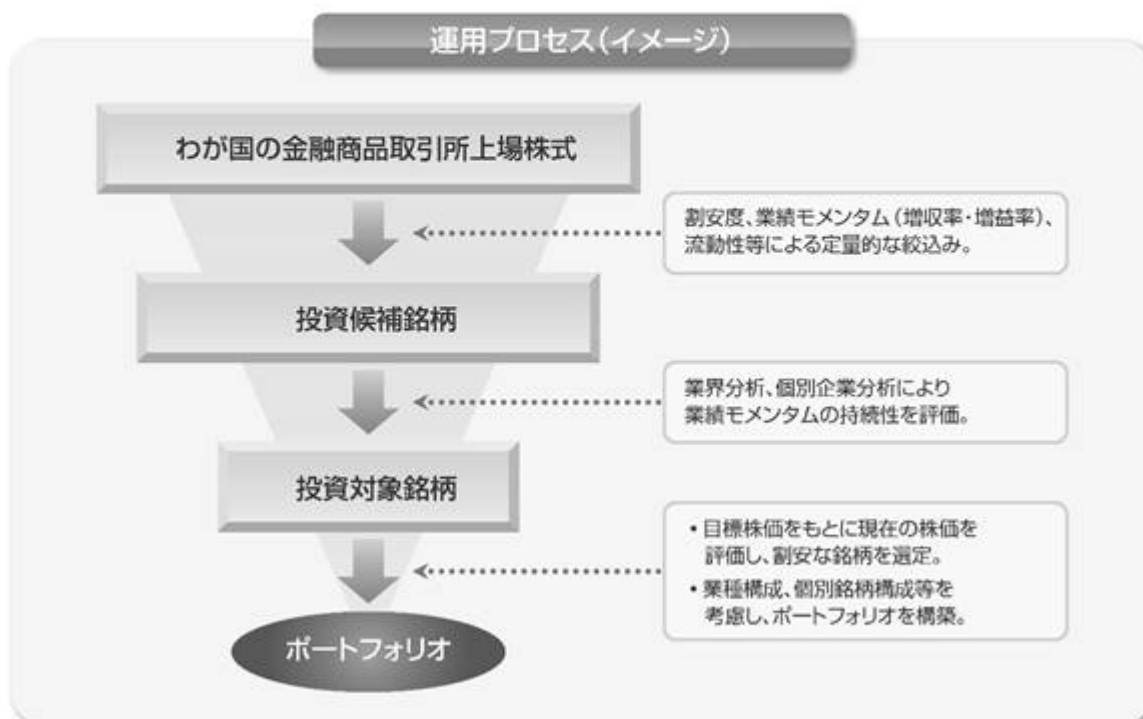 運用プロセス(イメージ)
わが国の金融商品取引所上場株式
割安度、業績モメンタム(増収率・増益率)、
流動性等による定量的な絞込み。
投資候補銘柄
業界分析、個別企業分析により
業績モメンタムの持続性を評価。
投資対象銘柄
・目標株価をもとに現在の株価を
評価し、割安な銘柄を選定。
・業種構成、個別銘柄構成等を
考慮し、ポートフォリオを構築。
ポートフォリオ